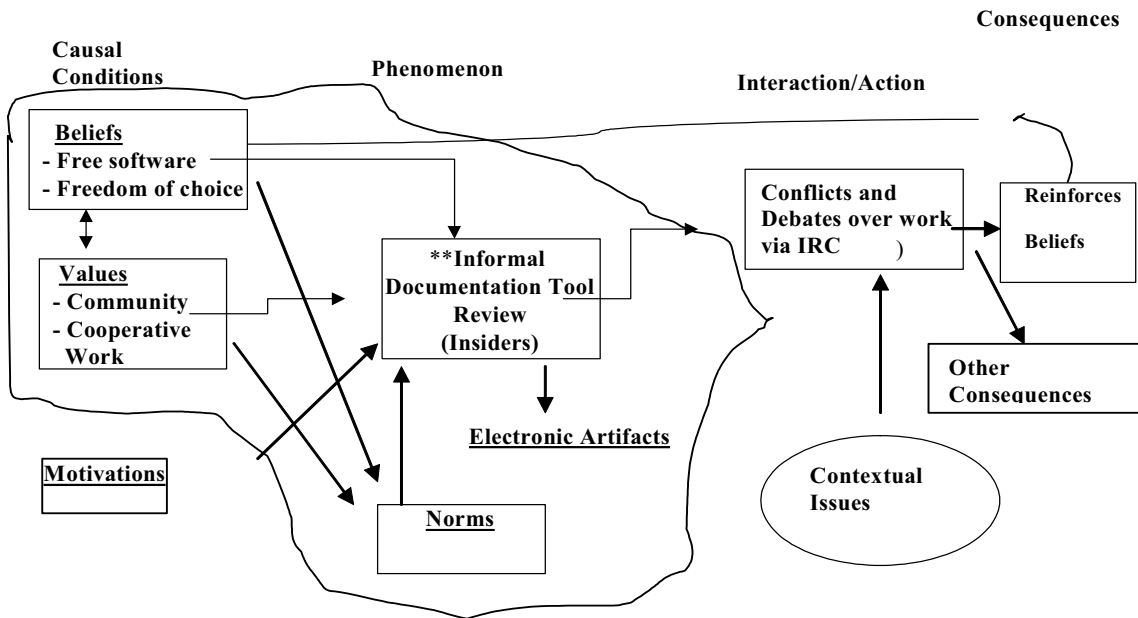 Consequences
Causal
Conditions
Phenomenon
Interaction/Action
Beliefs
- Free software
- Freedom of choice
Values
- Community
- Cooperative
Work
**Informal
Documentation Tool
Review
(Insiders)
Conflicts and
Debates over work
via IRC )
Reinforces
Beliefs
Other
Consequences
Electronic Artifacts
Motivations
Norms
Contextual
Issues